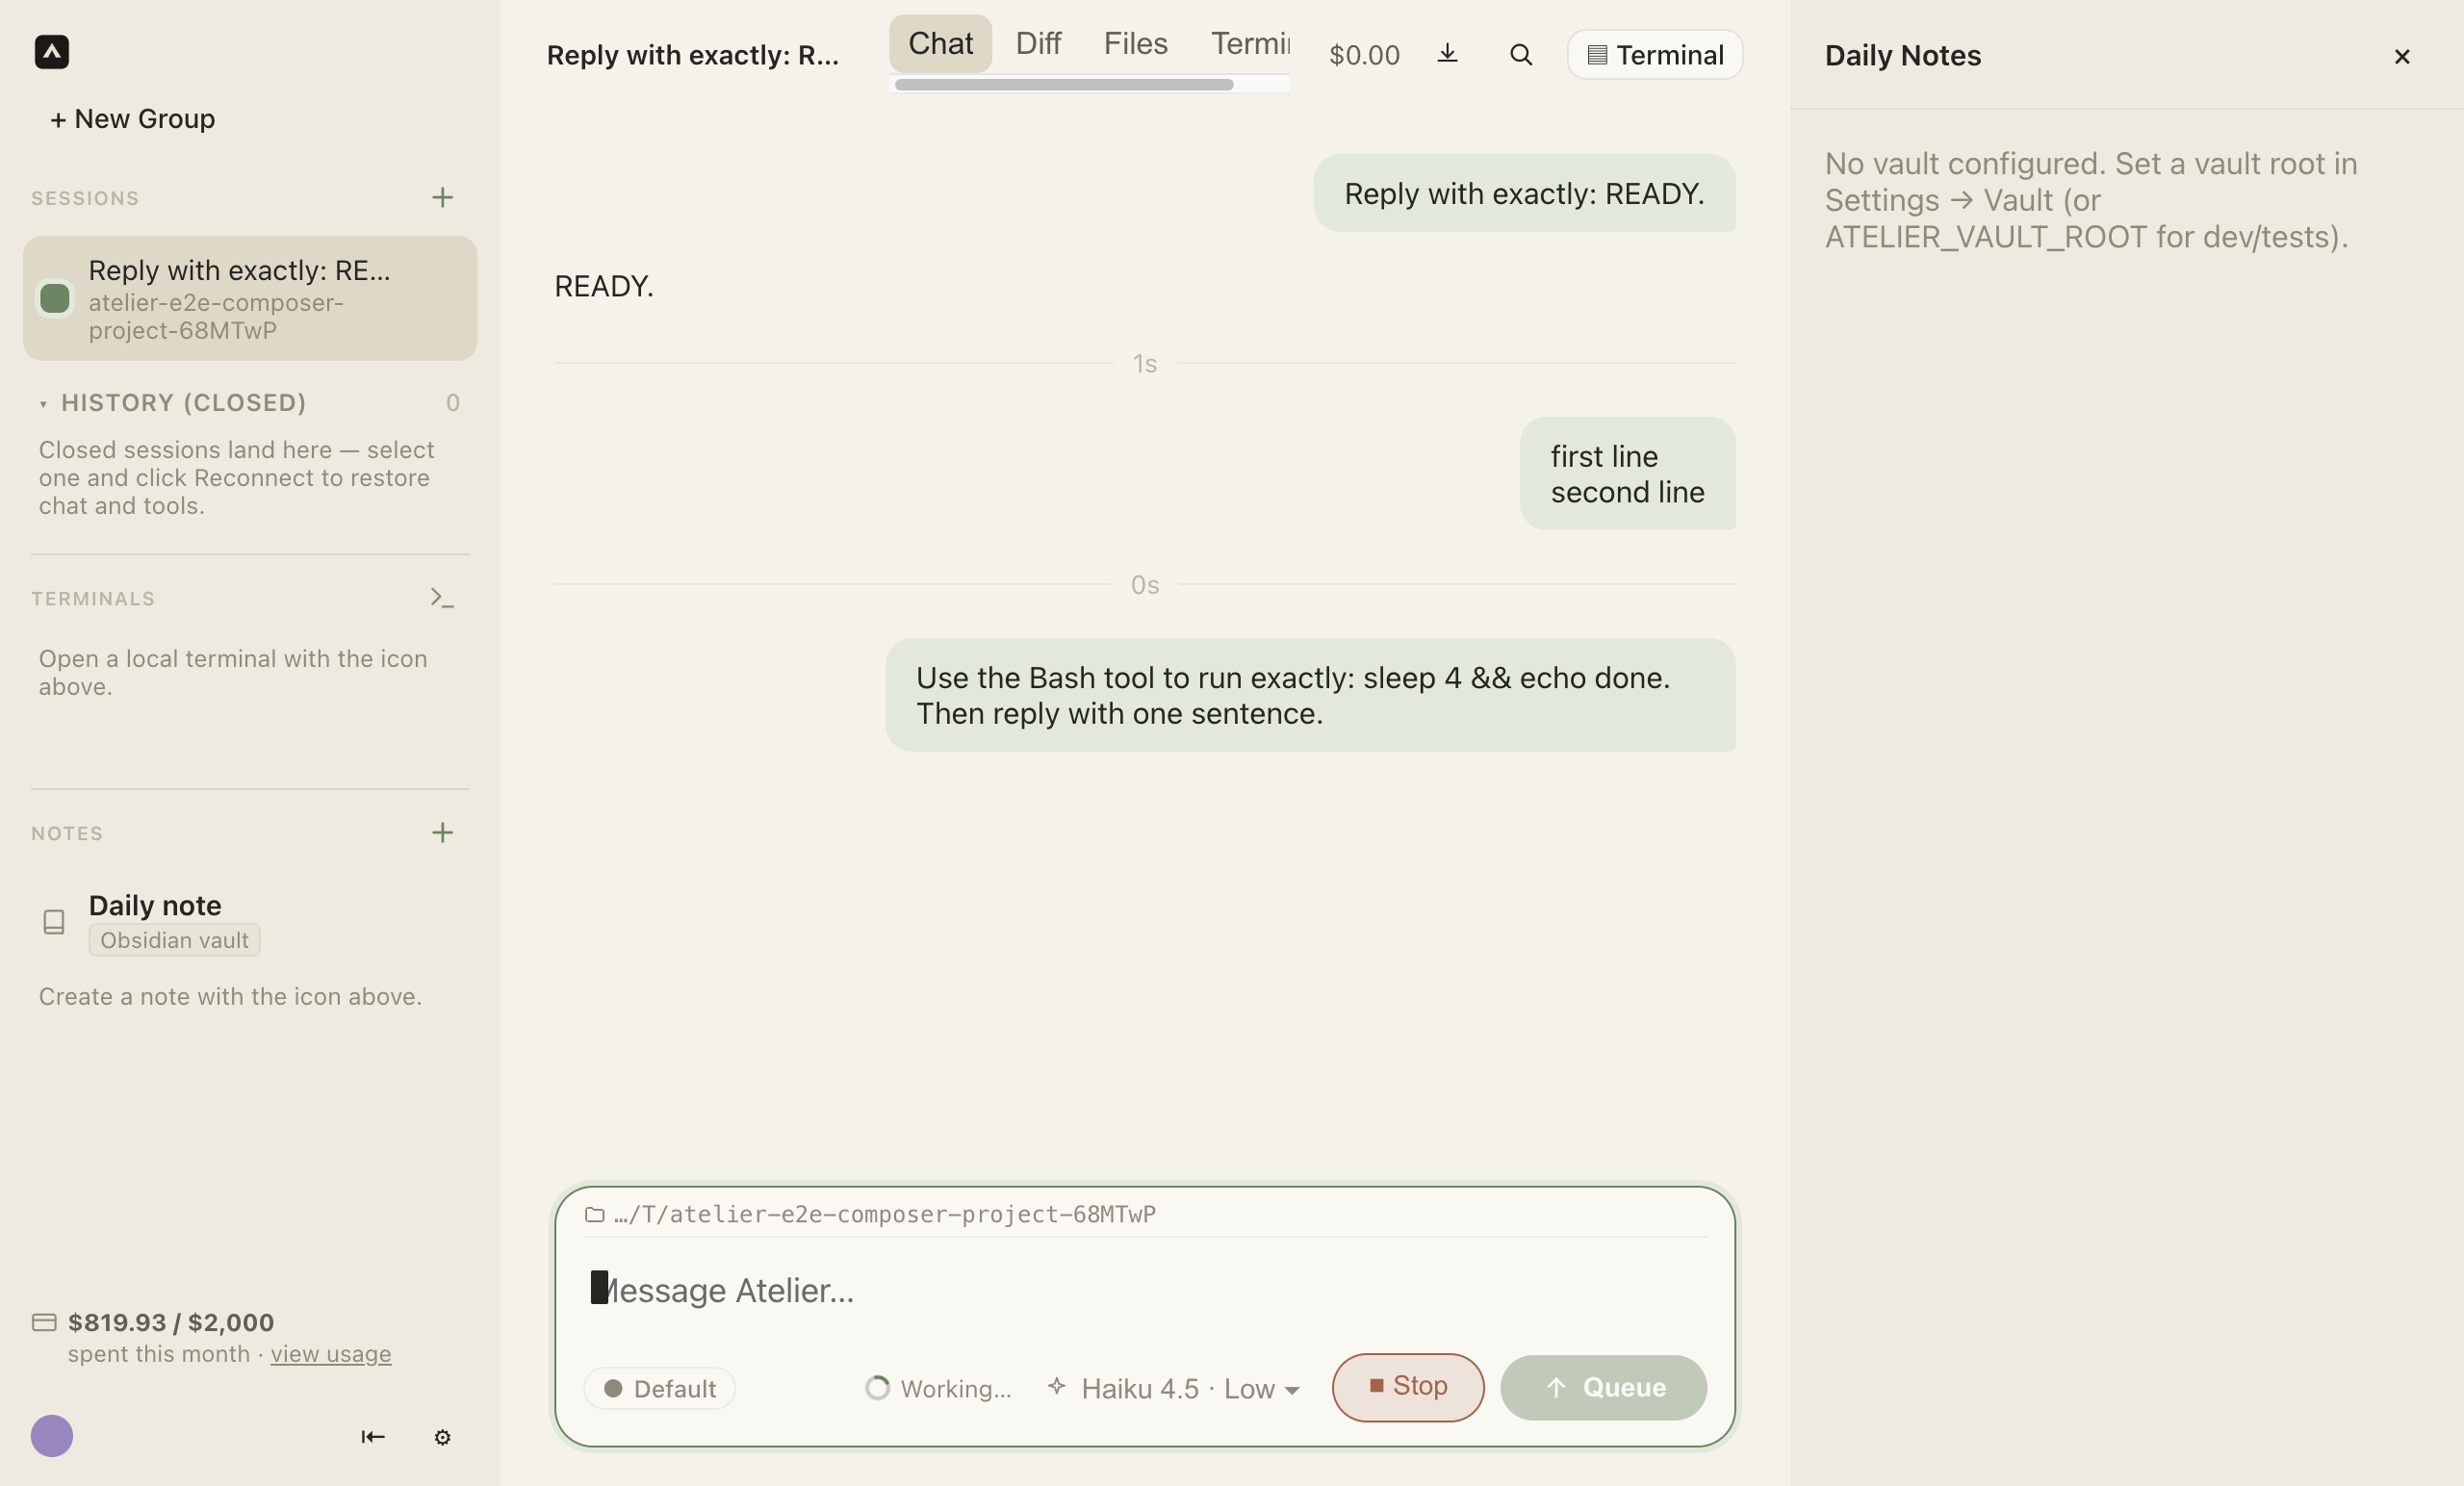 + New Group
SESSIONS
Reply with exactly: RE...
atelier-e2e-composer-
project-68MTwP
HISTORY (CLOSED) 0
Closed sessions land here — select
one and click Reconnect to restore
chat and tools.
TERMINALS
Open a local terminal with the icon
above.
NOTES
Daily note
Obsidian vault
Create a note with the icon above.
$819.93 / $2,000
spent this month · view usage
Reply with exactly: R...
Chat Diff Files Termi
$0.00
Terminal
Reply with exactly: READY.
READY.
1s
first line
second line
0s
Use the Bash tool to run exactly: sleep 4 && echo done.
Then reply with one sentence.
…/T/atelier-e2e-composer-project-68MTwP
Message Atelier...
Default
Working...
Haiku 4.5 · Low
Stop
Queue
Daily Notes
No vault configured. Set a vault root in
Settings → Vault (or
ATELIER_VAULT_ROOT for dev/tests).